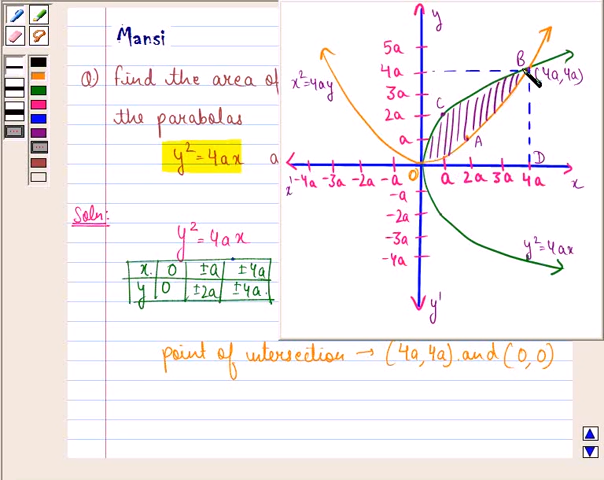 Mansi
Q) find the area of
the parabolas
y²=4ax a
Soln:
y²=4ax
x. 0 ±a ±4a
y 0 ±2a ±4a.
point of intersection → (4a,4a).and (0,0)
y
5a
4a
3a
2a
a
-a
-2a
-3a
-4a
y'
x' -4a -3a -2a -a 0 a 2a 3a 4a x
x²=4ay
B
(4a,4a)
C
A
D
y²=4ax